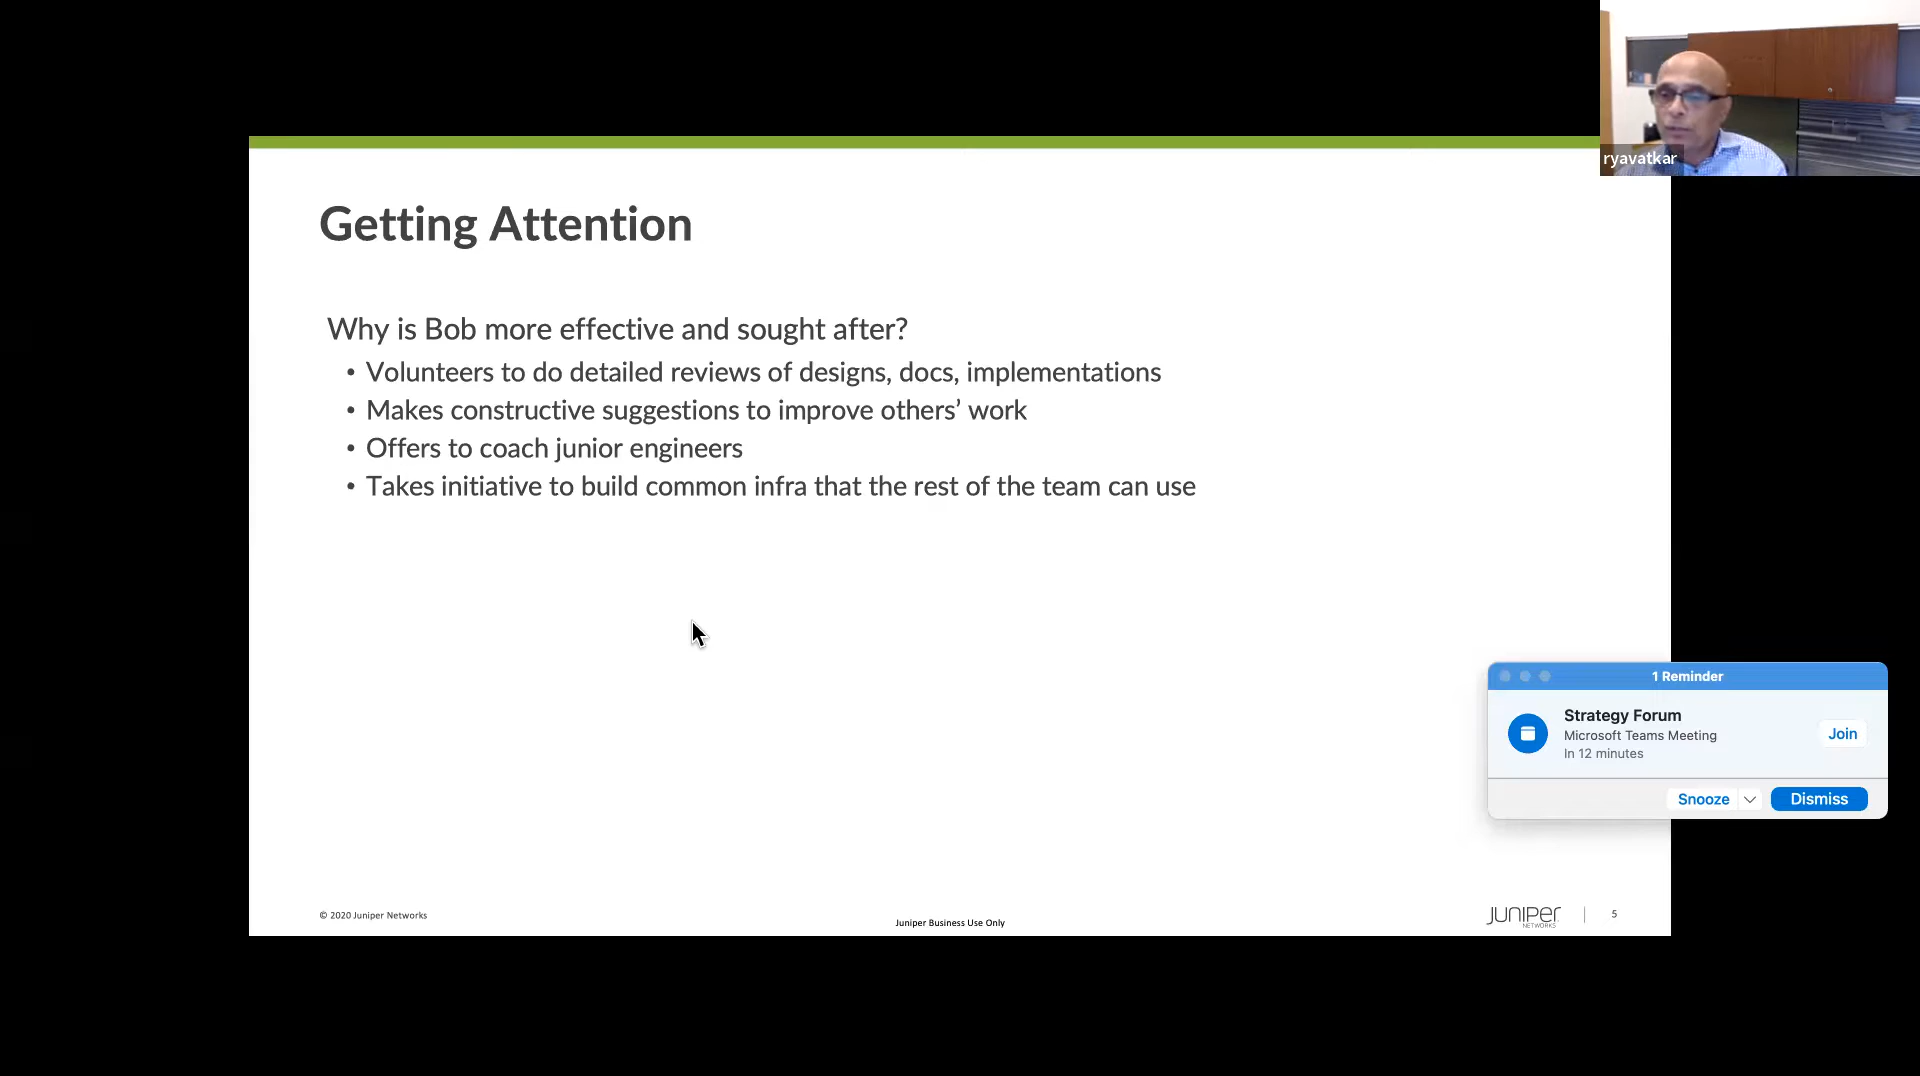 ryavatkar
Getting Attention
Why is Bob more effective and sought after?
• Volunteers to do detailed reviews of designs, docs, implementations
• Makes constructive suggestions to improve others’ work
• Offers to coach junior engineers
• Takes initiative to build common infra that the rest of the team can use
1 Reminder
Strategy Forum
Microsoft Teams Meeting
In 12 minutes
Join
Snooze
Dismiss
© 2020 Juniper Networks
Juniper Business Use Only
JUNIPER
NETWORKS
5